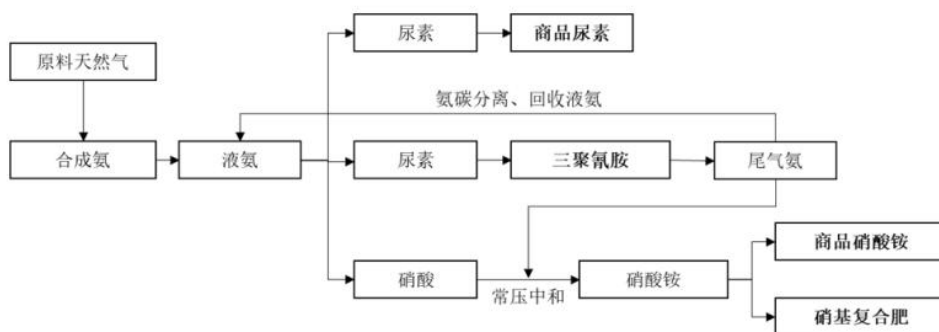 尿素
商品尿素
原料天然气
氨碳分离、回收液氨
合成氨
液氨
尿素
三聚氰胺
尾气氨
商品硝酸铵
硝酸
常压中和
硝酸铵
硝基复合肥